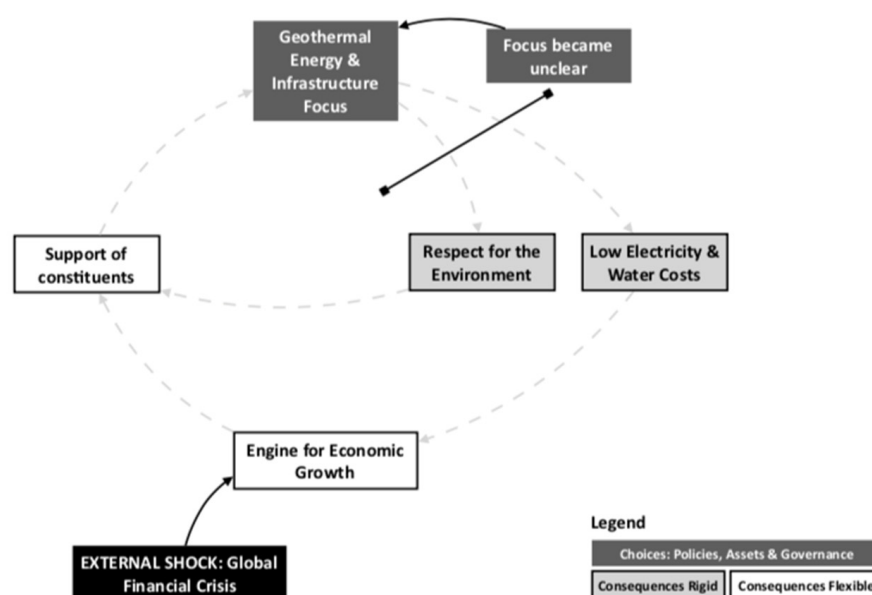 Geothermal
Energy &
Infrastructure
Focus
Focus became
unclear
Support of
constituents
Respect for the
Environment
Low Electricity &
Water Costs
Engine for Economic
Growth
EXTERNAL SHOCK: Global
Financial Crisis
Legend
Choices: Policies, Assets & Governance
Consequences Rigid
Consequences Flexible